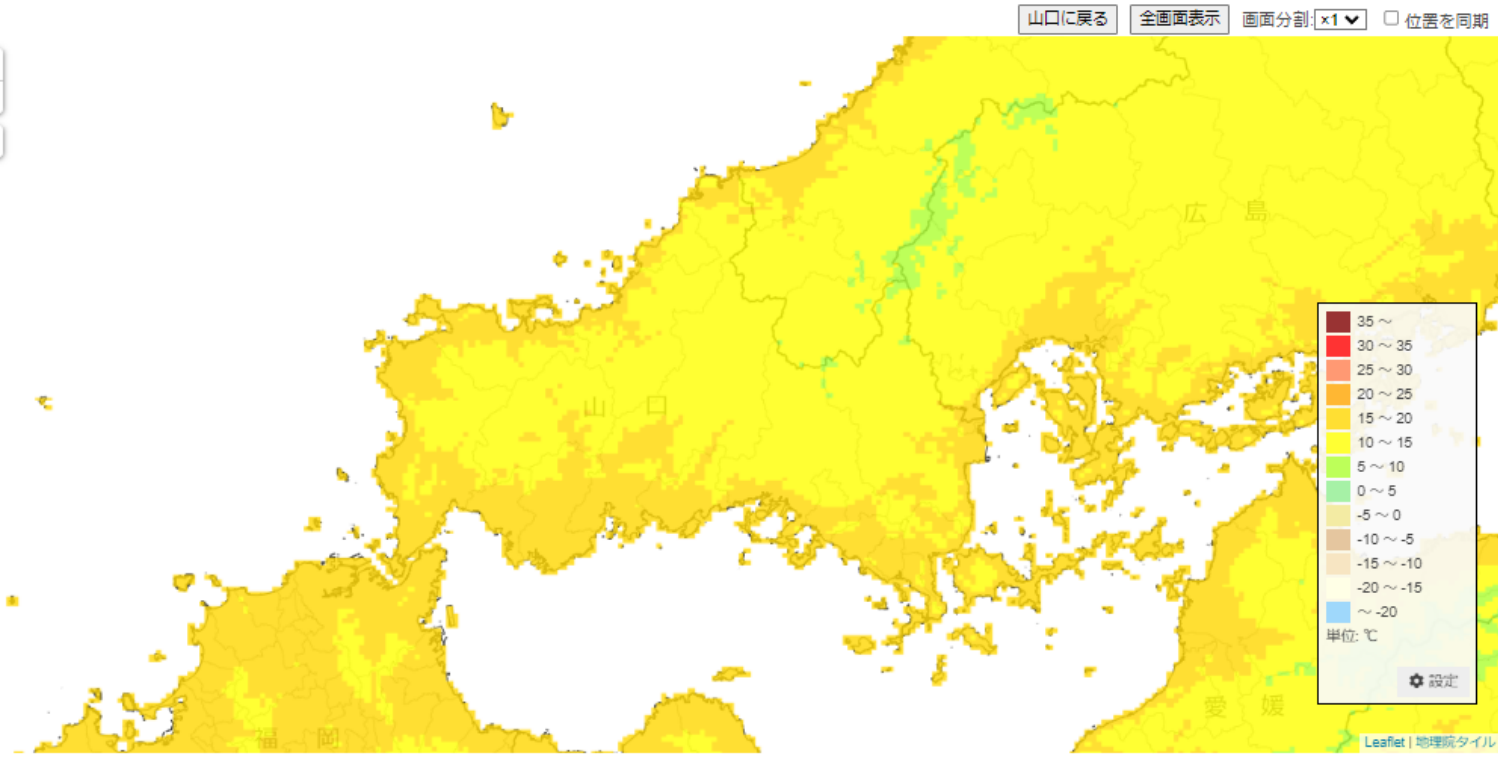 山口に戻る 全画面表示 画面分割: ×1 位置を同期
広 島
山 口
35 ～
30 ～ 35
25 ～ 30
20 ～ 25
15 ～ 20
10 ～ 15
5 ～ 10
0 ～ 5
-5 ～ 0
-10 ～ -5
-15 ～ -10
-20 ～ -15
～ -20
単位: ℃
設定
愛 媛
福 岡
Leaflet | 地理院タイル